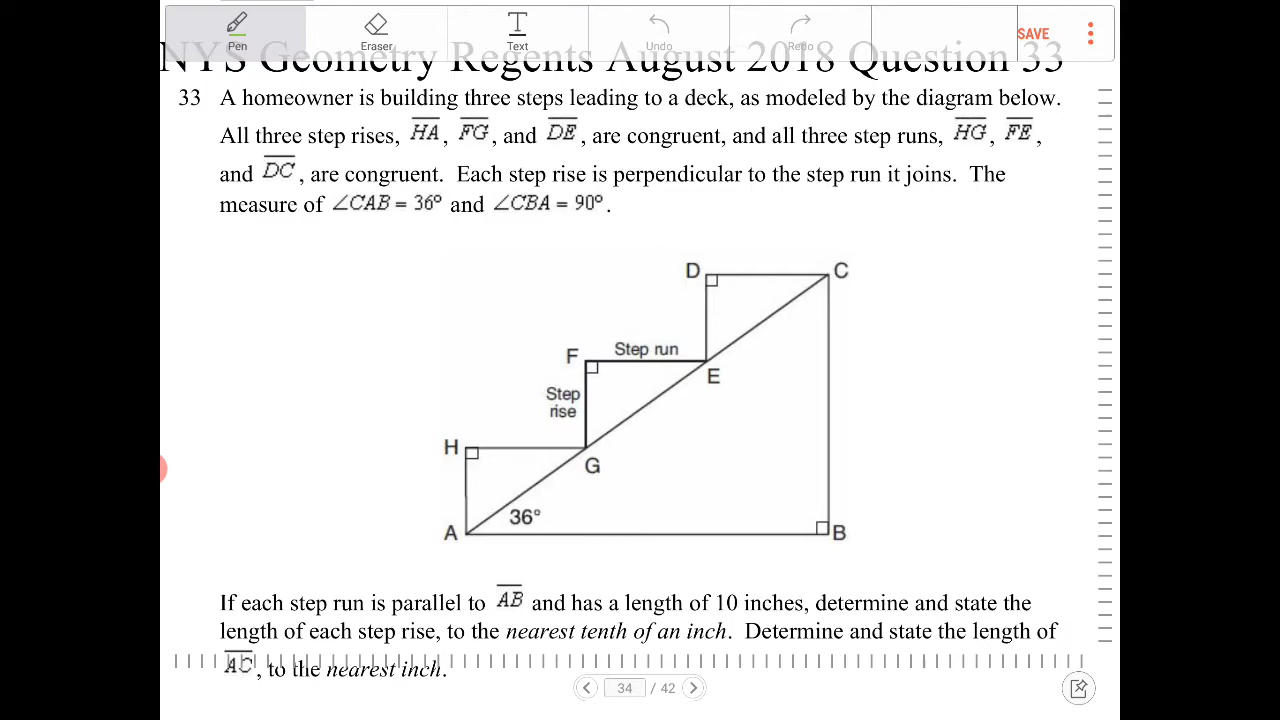 Pen
Eraser
Text
Undo
Redo
SAVE
NYS Geometry Regents August 2018 Question 33
33 A homeowner is building three steps leading to a deck, as modeled by the diagram below.
All three step rises, HA, FG, and DE, are congruent, and all three step runs, HG, FE,
and DC, are congruent. Each step rise is perpendicular to the step run it joins. The
measure of ∠CAB = 36° and ∠CBA = 90°.
D
C
F
Step run
E
Step
rise
H
G
36°
A
B
If each step run is parallel to AB and has a length of 10 inches, determine and state the
length of each step rise, to the nearest tenth of an inch. Determine and state the length of
AC, to the nearest inch.
34 / 42